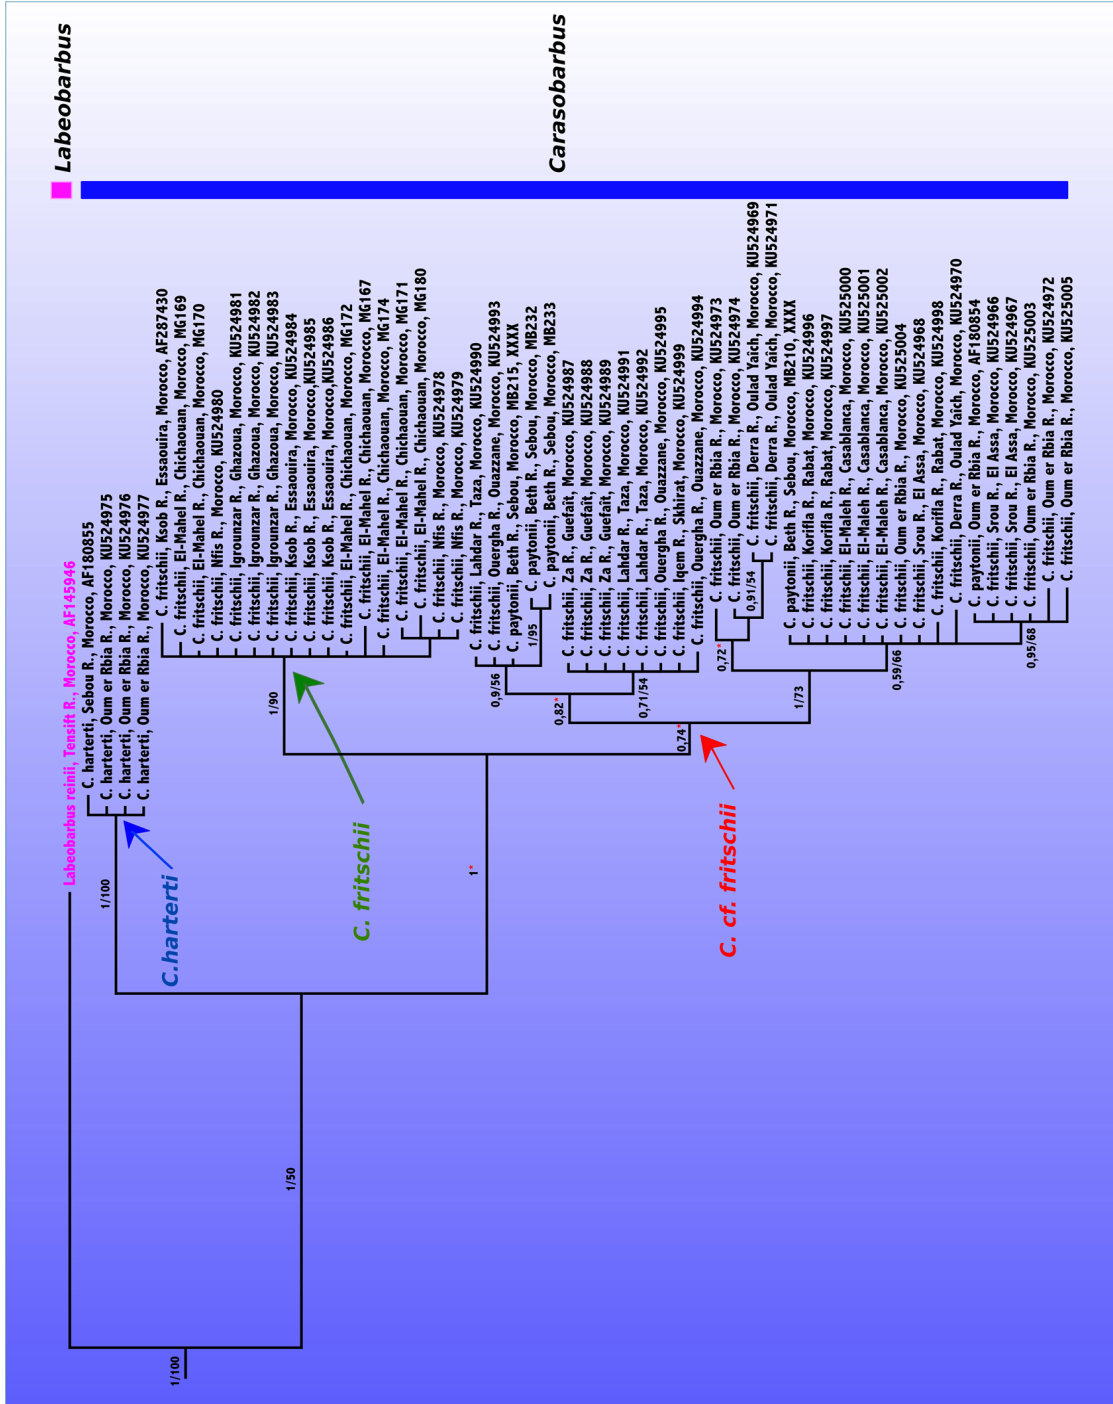 Labeobarbus
Carasobarbus
Labeobarbus reinii, Tensift R., Morocco, AF145946
C. harterti, Sebou R., Morocco, AF180855
C. harterti, Oum er Rbia R., Morocco, KU524975
C. harterti, Oum er Rbia R., Morocco, KU524976
C. harterti, Oum er Rbia R., Morocco, KU524977
C. fritschii, Ksob R., Essaouira, Morocco, AF287430
C. fritschii, El-Mahel R., Chichaouan, Morocco, MG169
C. fritschii, El-Mahel R., Chichaouan, Morocco, MG170
C. fritschii, Nfis R., Morocco, KU524980
C. fritschii, Igrounzar R., Ghazoua, Morocco, KU524981
C. fritschii, Igrounzar R., Ghazoua, Morocco, KU524982
C. fritschii, Igrounzar R., Ghazoua, Morocco, KU524983
C. fritschii, Ksob R., Essaouira, Morocco, KU524984
C. fritschii, Ksob R., Essaouira, Morocco,KU524985
C. fritschii, Ksob R., Essaouira, Morocco,KU524986
C. fritschii, El-Mahel R., Chichaouan, Morocco, MG172
C. fritschii, El-Mahel R., Chichaouan, Morocco, MG167
C. fritschii, El-Mahel R., Chichaouan, Morocco, MG174
C. fritschii, El-Mahel R., Chichaouan, Morocco, MG171
C. fritschii, El-Mahel R., Chichaouan, Morocco, MG180
C. fritschii, Nfis R., Morocco, KU524978
C. fritschii, Nfis R., Morocco, KU524979
C. fritschii, Lahdar R., Taza, Morocco, KU524990
C. fritschii, Ouergha R., Ouazzane, Morocco, KU524993
C. paytonii, Beth R., Sebou, Morocco, MB215, XXXX
C. paytonii, Beth R., Sebou, Morocco, MB232
C. paytonii, Beth R., Sebou, Morocco, MB233
C. fritschii, Za R., Guefaït, Morocco, KU524987
C. fritschii, Za R., Guefaït, Morocco, KU524988
C. fritschii, Za R., Guefaït, Morocco, KU524989
C. fritschii, Lahdar R., Taza, Morocco, KU524991
C. fritschii, Lahdar R., Taza, Morocco, KU524992
C. fritschii, Ouergha R., Ouazzane, Morocco, KU524995
C. fritschii, Iqem R., Skhirat, Morocco, KU524999
C. fritschii, Ouergha R., Ouazzane, Morocco, KU524994
C. fritschii, Oum er Rbia R., Morocco, KU524973
C. fritschii, Oum er Rbia R., Morocco, KU524974
C. fritschii, Derra R., Oulad Yaïch, Morocco, KU524969
C. fritschii, Derra R., Oulad Yaïch, Morocco, KU524971
C. paytonii, Beth R., Sebou, Morocco, MB210, XXXX
C. fritschii, Korifla R., Rabat, Morocco, KU524996
C. fritschii, Korifla R., Rabat, Morocco, KU524997
C. fritschii, El-Maleh R., Casablanca, Morocco, KU525000
C. fritschii, El-Maleh R., Casablanca, Morocco, KU525001
C. fritschii, El-Maleh R., Casablanca, Morocco, KU525002
C. fritschii, Oum er Rbia R., Morocco, KU525004
C. fritschii, Srou R., El Assa, Morocco, KU524968
C. fritschii, Korifla R., Rabat, Morocco, KU524998
C. fritschii, Derra R., Oulad Yaïch, Morocco, KU524970
C. paytonii, Oum er Rbia R., Morocco, AF180854
C. fritschii, Srou R., El Assa, Morocco, KU524966
C. fritschii, Srou R., El Assa, Morocco, KU524967
C. fritschii, Oum er Rbia R., Morocco, KU525003
C. fritschii, Oum er Rbia R., Morocco, KU524972
C. fritschii, Oum er Rbia R., Morocco, KU525005
1/100
1/50
1/100
1*
1/90
0,74*
0,82*
0,9/56
1/95
0,71/54
1/73
0,72*
0,91/54
0,59/66
0,95/68
C.harterti
C. fritschii
C. cf. fritschii